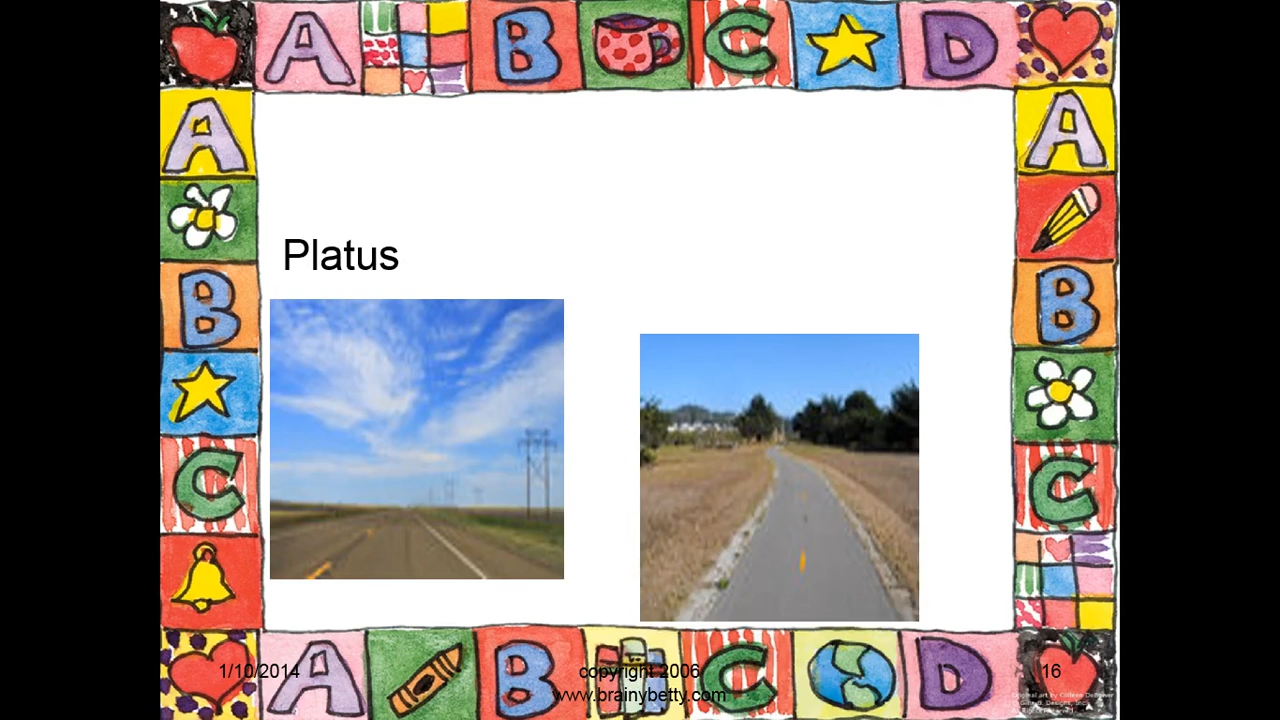 A B C D
A A
Platus
B B
C C
1/10/2014 copyright 2006 16
www.brainybetty.com
A B C D